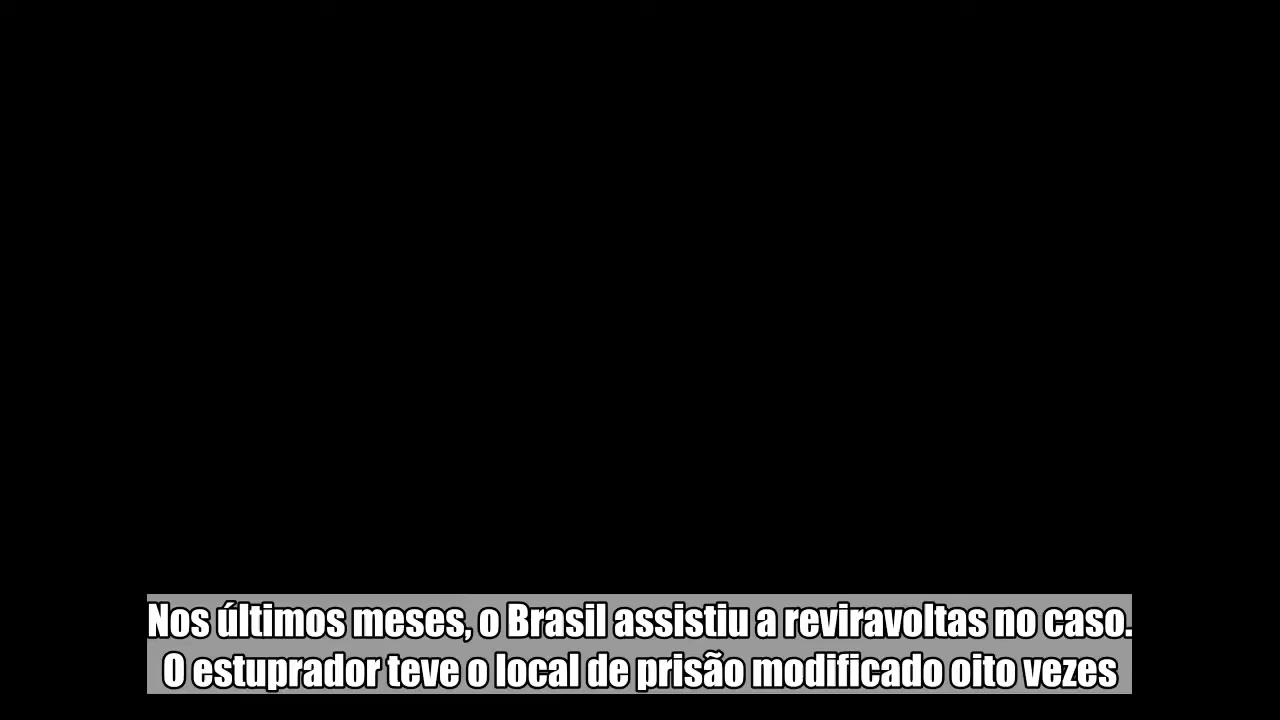 Nos últimos meses, o Brasil assistiu a reviravoltas no caso.
O estuprador teve o local de prisão modificado oito vezes